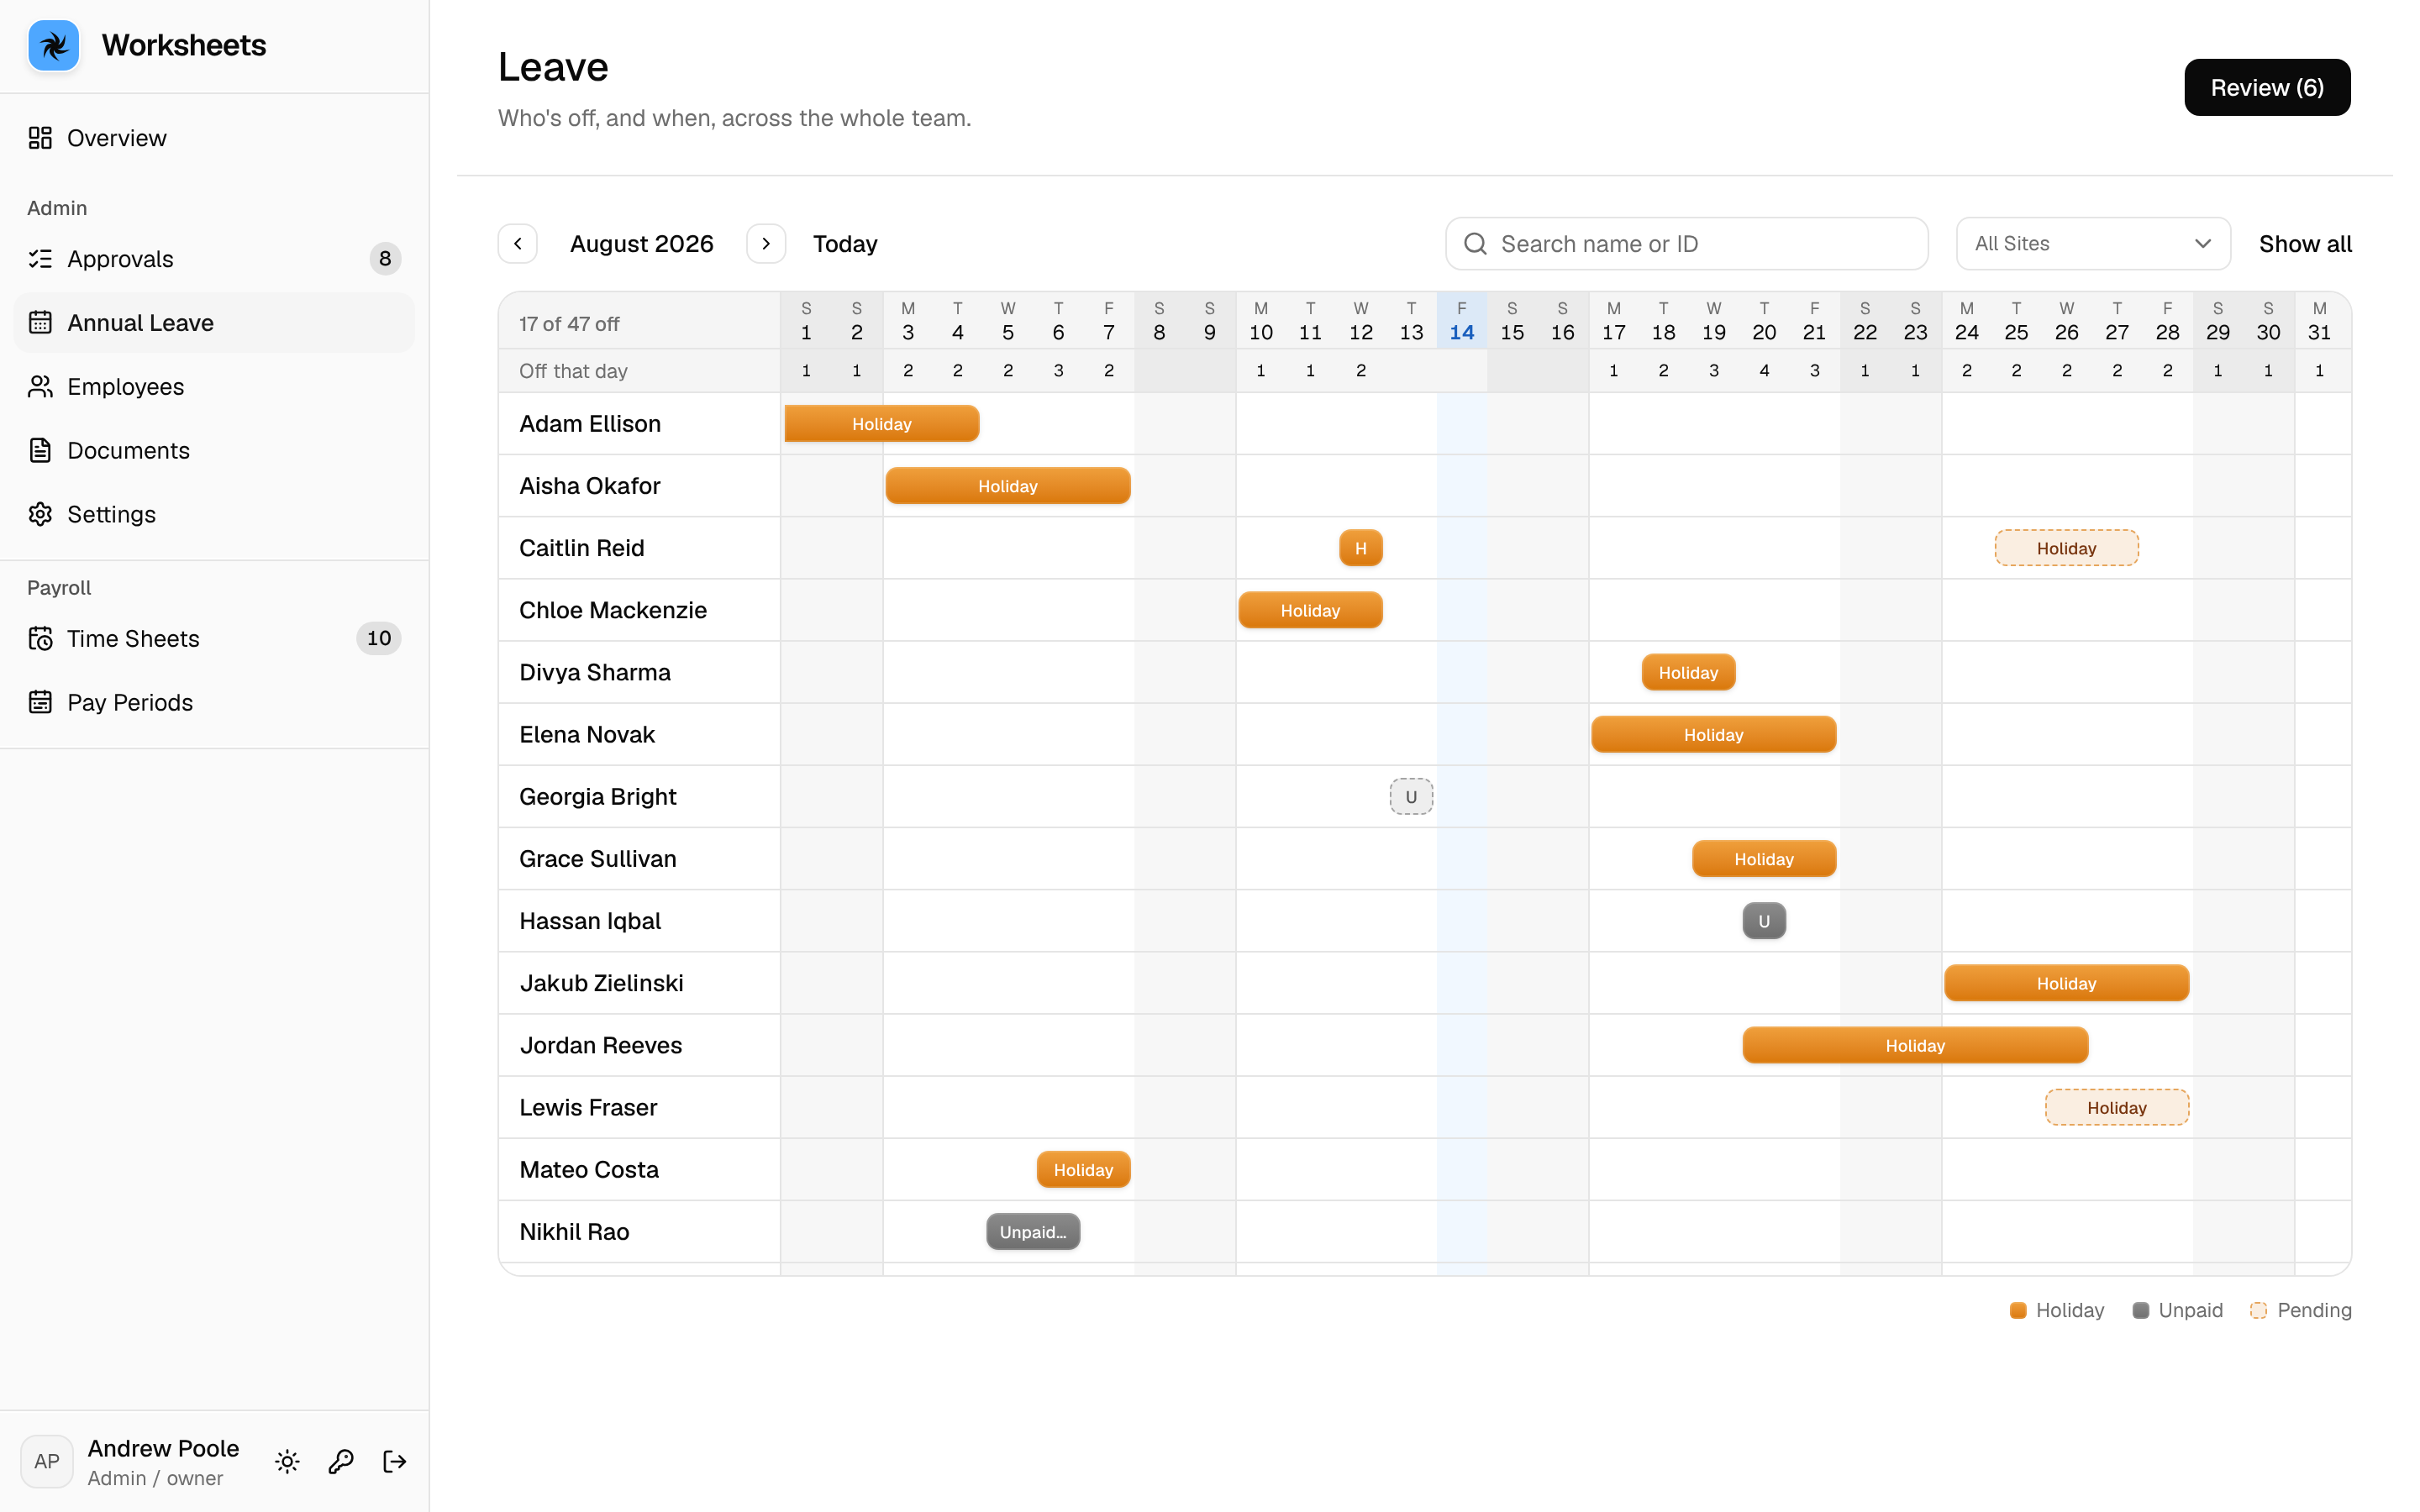 Worksheets
Overview
Admin
Approvals 8
Annual Leave
Employees
Documents
Settings
Payroll
Time Sheets 10
Pay Periods
AP
Andrew Poole
Admin / owner
Leave
Who's off, and when, across the whole team.
Review (6)
August 2026 Today
Search name or ID
All Sites
Show all
17 of 47 off
S S M T W T F S S M T W T F S S M T W T F S S M T W T F S S M
1 2 3 4 5 6 7 8 9 10 11 12 13 14 15 16 17 18 19 20 21 22 23 24 25 26 27 28 29 30 31
Off that day 1 1 2 2 2 3 2 1 1 2 1 2 3 4 3 1 1 2 2 2 2 2 1 1 1
Adam Ellison Holiday
Aisha Okafor Holiday
Caitlin Reid H Holiday
Chloe Mackenzie Holiday
Divya Sharma Holiday
Elena Novak Holiday
Georgia Bright U
Grace Sullivan Holiday
Hassan Iqbal U
Jakub Zielinski Holiday
Jordan Reeves Holiday
Lewis Fraser Holiday
Mateo Costa Holiday
Nikhil Rao Unpaid...
Holiday Unpaid Pending